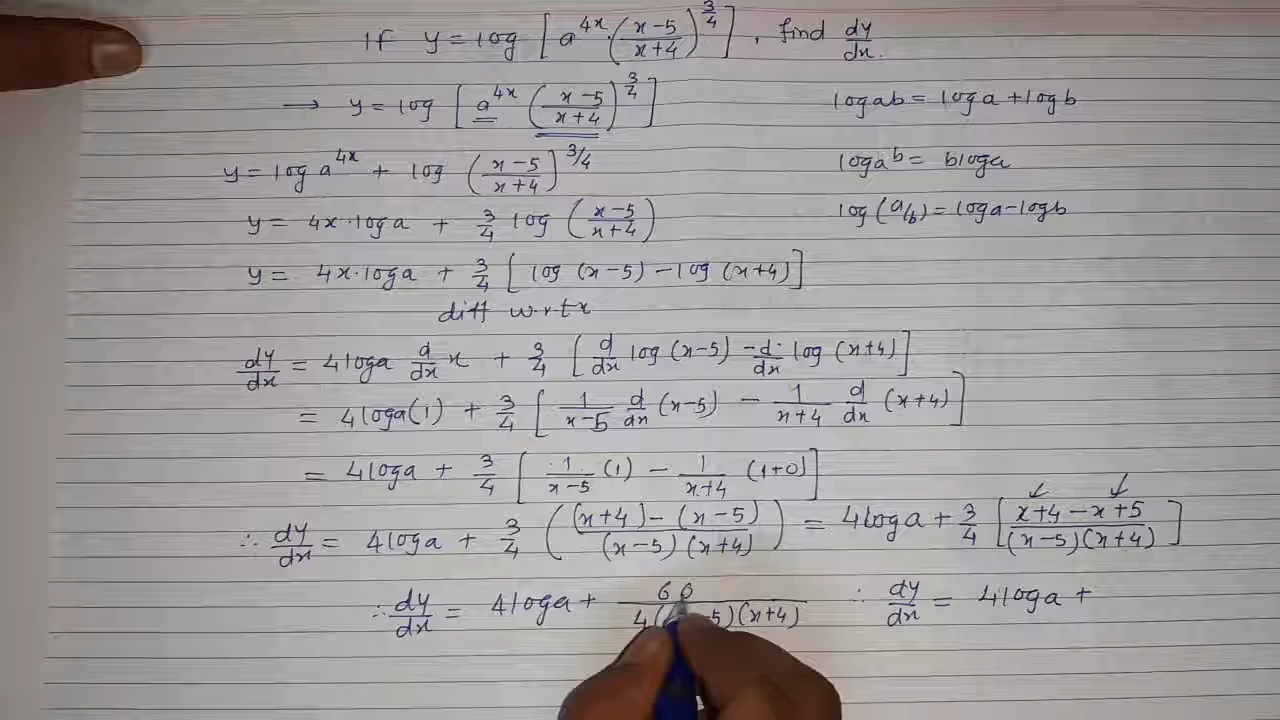 If y = log [ a^4x · ( x-5 / x+4 )^3/4 ], find dy/dx.
→ y = log [ a^4x ( x-5 / x+4 )^3/4 ]
log ab = log a + log b
y = log a^4x + log ( x-5 / x+4 )^3/4
log a^b = b log a
y = 4x · log a + 3/4 log ( x-5 / x+4 )
log (a/b) = log a - log b
y = 4x · log a + 3/4 [ log (x-5) - log (x+4) ]
diff w.r.t x
dy/dx = 4 log a d/dx x + 3/4 [ d/dx log (x-5) - d/dx log (x+4) ]
= 4 log a (1) + 3/4 [ 1/x-5 d/dx (x-5) - 1/x+4 d/dx (x+4) ]
= 4 log a + 3/4 [ 1/x-5 (1) - 1/x+4 (1+0) ]
∴ dy/dx = 4 log a + 3/4 ( (x+4) - (x-5) / (x-5)(x+4) ) = 4 log a + 3/4 [ x+4-x+5 / (x-5)(x+4) ]
∴ dy/dx = 4 log a + / 4( -5)(x+4) ∴ dy/dx = 4 log a +